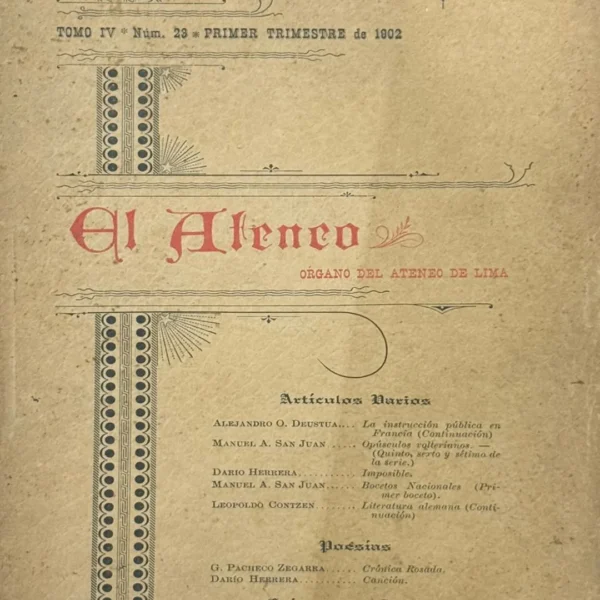 TOMO IV * Núm. 23 * PRIMER TRIMESTRE de 1902
El Ateneo
ORGANO DEL ATENEO DE LIMA
Artículos Varios
ALEJANDRO O. DEUSTUA.... La instrucción pública en
Francia (Continuación)
MANUEL A. SAN JUAN ..... Opúsculos volterianos. —
(Quinto, sexto y sétimo de
la serie.)
DARIO HERRERA........... Imposible.
MANUEL A. SAN JUAN...... Bocetos Nacionales (Pri-
mer boceto).
LEOPOLDO CONTZEN ....... Literatura alemana (Conti-
nuación)
Poesías
G. PACHECO ZEGARRA...... Crónica Rosada.
DARÍO HERRERA........... Canción.